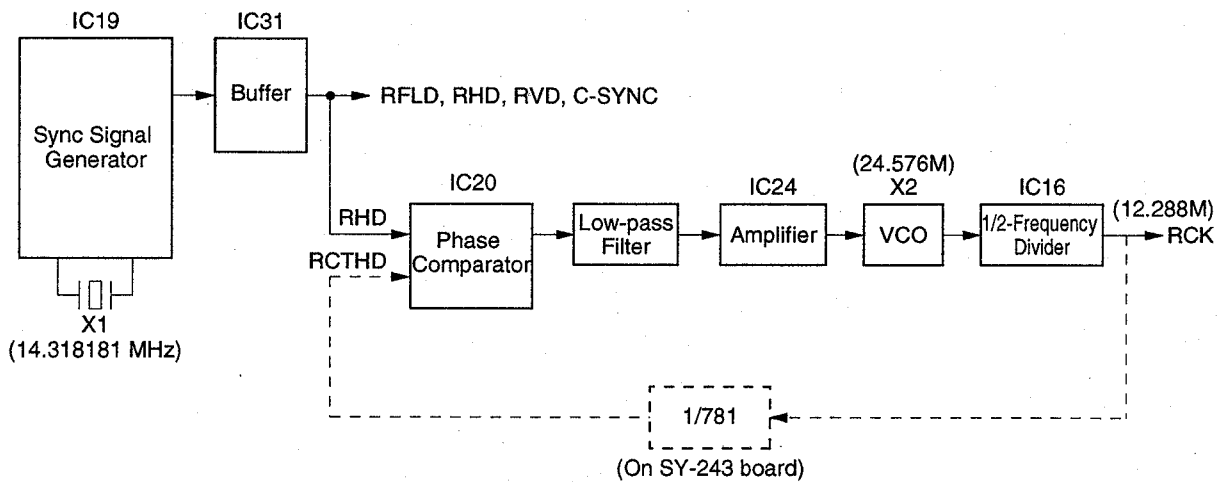 IC19
IC31
Sync Signal
Generator
Buffer
RFLD, RHD, RVD, C-SYNC
X1
(14.318181 MHz)
IC20
RHD
RCTHD
Phase
Comparator
Low-pass
Filter
IC24
Amplifier
(24.576M)
X2
VCO
IC16
1/2-Frequency
Divider
(12.288M)
RCK
1/781
(On SY-243 board)